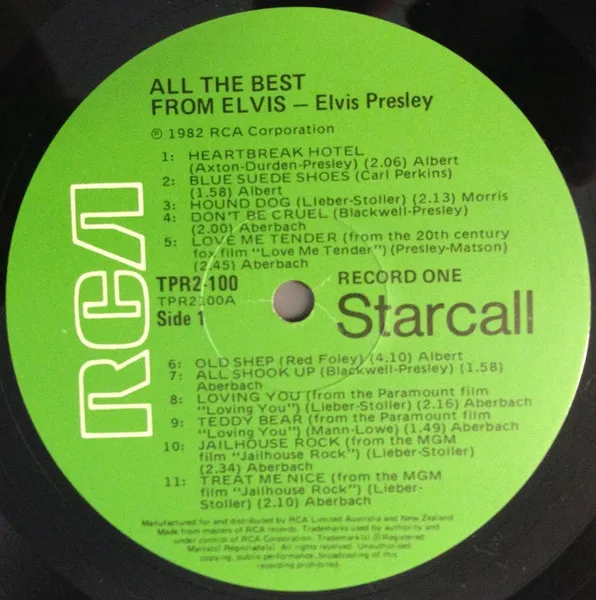 ALL THE BEST
FROM ELVIS — Elvis Presley
℗ 1982 RCA Corporation
1: HEARTBREAK HOTEL
(Axton-Durden-Presley) (2.06) Albert
2: BLUE SUEDE SHOES (Carl Perkins)
(1.58) Albert
3: HOUND DOG (Lieber-Stoller) (2.13) Morris
4: DON'T BE CRUEL (Blackwell-Presley)
(2.00) Aberbach
5: LOVE ME TENDER (from the 20th century
fox film "Love Me Tender") (Presley-Matson)
(2.45) Aberbach
RCA
TPR2-100
TPR2100A
Side 1
RECORD ONE
Starcall
6: OLD SHEP (Red Foley) (4.10) Albert
7: ALL SHOOK UP (Blackwell-Presley) (1.58)
Aberbach
8: LOVING YOU (from the Paramount film
"Loving You") (Lieber-Stoller) (2.16) Aberbach
9: TEDDY BEAR (from the Paramount film
"Loving You") (Mann-Lowe) (1.49) Aberbach
10: JAILHOUSE ROCK (from the MGM
film "Jailhouse Rock") (Lieber-Stoller)
(2.34) Aberbach
11: TREAT ME NICE (from the MGM
film "Jailhouse Rock") (Lieber-
Stoller) (2.10) Aberbach
Manufactured for and distributed by RCA Limited Australia and New Zealand.
Made from masters of RCA records. Trademarks used by authority and
under control of RCA Corporation. Trademark(s) ® Registered
Marca(s) Registrada(s). All rights reserved. Unauthorised
copying, public performance, broadcasting of this
recording prohibited.